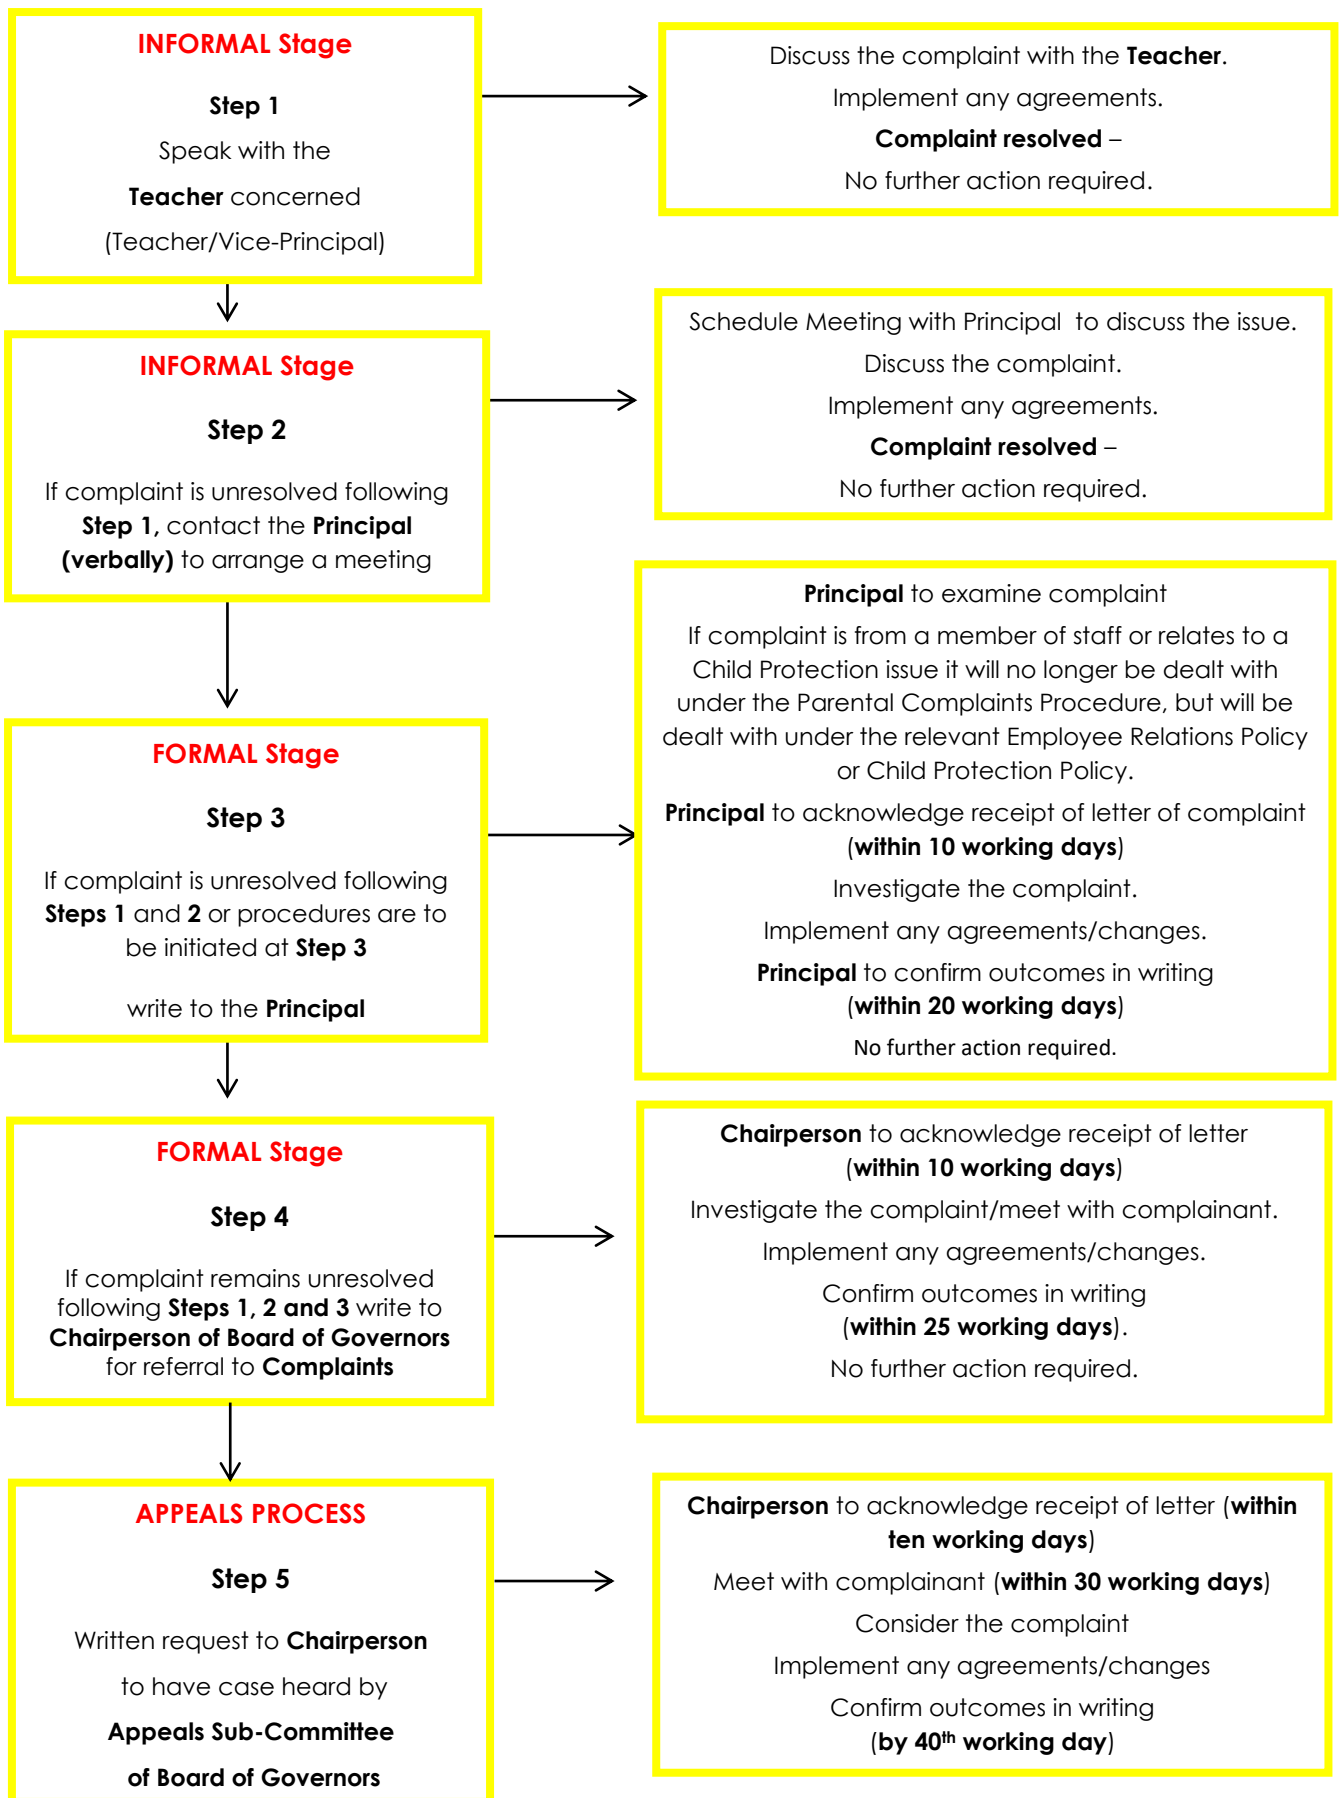 INFORMAL Stage
Step 1
Speak with the
Teacher concerned
(Teacher/Vice-Principal)
Discuss the complaint with the Teacher.
Implement any agreements.
Complaint resolved –
No further action required.
INFORMAL Stage
Step 2
If complaint is unresolved following
Step 1, contact the Principal
(verbally) to arrange a meeting
Schedule Meeting with Principal to discuss the issue.
Discuss the complaint.
Implement any agreements.
Complaint resolved –
No further action required.
FORMAL Stage
Step 3
If complaint is unresolved following
Steps 1 and 2 or procedures are to
be initiated at Step 3
write to the Principal
Principal to examine complaint
If complaint is from a member of staff or relates to a
Child Protection issue it will no longer be dealt with
under the Parental Complaints Procedure, but will be
dealt with under the relevant Employee Relations Policy
or Child Protection Policy.
Principal to acknowledge receipt of letter of complaint
(within 10 working days)
Investigate the complaint.
Implement any agreements/changes.
Principal to confirm outcomes in writing
(within 20 working days)
No further action required.
FORMAL Stage
Step 4
If complaint remains unresolved
following Steps 1, 2 and 3 write to
Chairperson of Board of Governors
for referral to Complaints
Chairperson to acknowledge receipt of letter
(within 10 working days)
Investigate the complaint/meet with complainant.
Implement any agreements/changes.
Confirm outcomes in writing
(within 25 working days).
No further action required.
APPEALS PROCESS
Step 5
Written request to Chairperson
to have case heard by
Appeals Sub-Committee
of Board of Governors
Chairperson to acknowledge receipt of letter (within
ten working days)
Meet with complainant (within 30 working days)
Consider the complaint
Implement any agreements/changes
Confirm outcomes in writing
(by 40th working day)